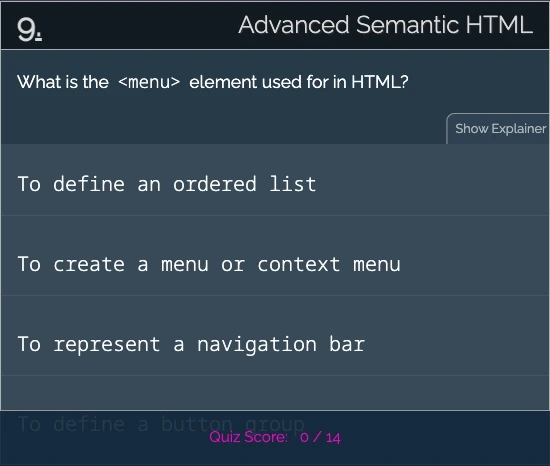 9.
Advanced Semantic HTML
What is the <menu> element used for in HTML?
Show Explainer
To define an ordered list
To create a menu or context menu
To represent a navigation bar
To define a button group
Quiz Score: 0 / 14